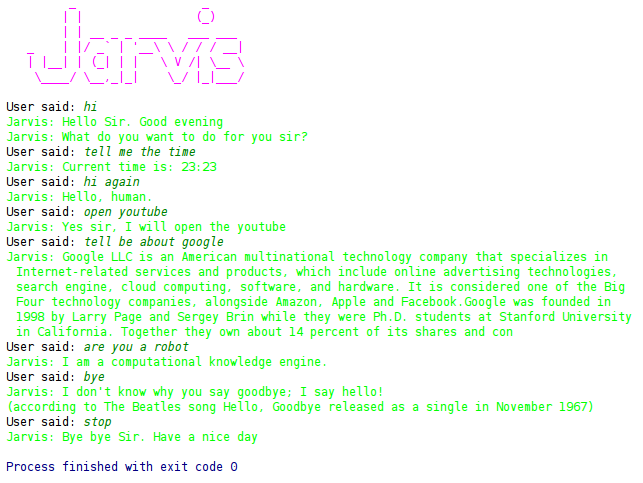 Jarvis
User said: hi
Jarvis: Hello Sir. Good evening
Jarvis: What do you want to do for you sir?
User said: tell me the time
Jarvis: Current time is: 23:23
User said: hi again
Jarvis: Hello, human.
User said: open youtube
Jarvis: Yes sir, I will open the youtube
User said: tell be about google
Jarvis: Google LLC is an American multinational technology company that specializes in
Internet-related services and products, which include online advertising technologies,
search engine, cloud computing, software, and hardware. It is considered one of the Big
Four technology companies, alongside Amazon, Apple and Facebook.Google was founded in
1998 by Larry Page and Sergey Brin while they were Ph.D. students at Stanford University
in California. Together they own about 14 percent of its shares and con
User said: are you a robot
Jarvis: I am a computational knowledge engine.
User said: bye
Jarvis: I don't know why you say goodbye; I say hello!
(according to The Beatles song Hello, Goodbye released as a single in November 1967)
User said: stop
Jarvis: Bye bye Sir. Have a nice day
Process finished with exit code 0